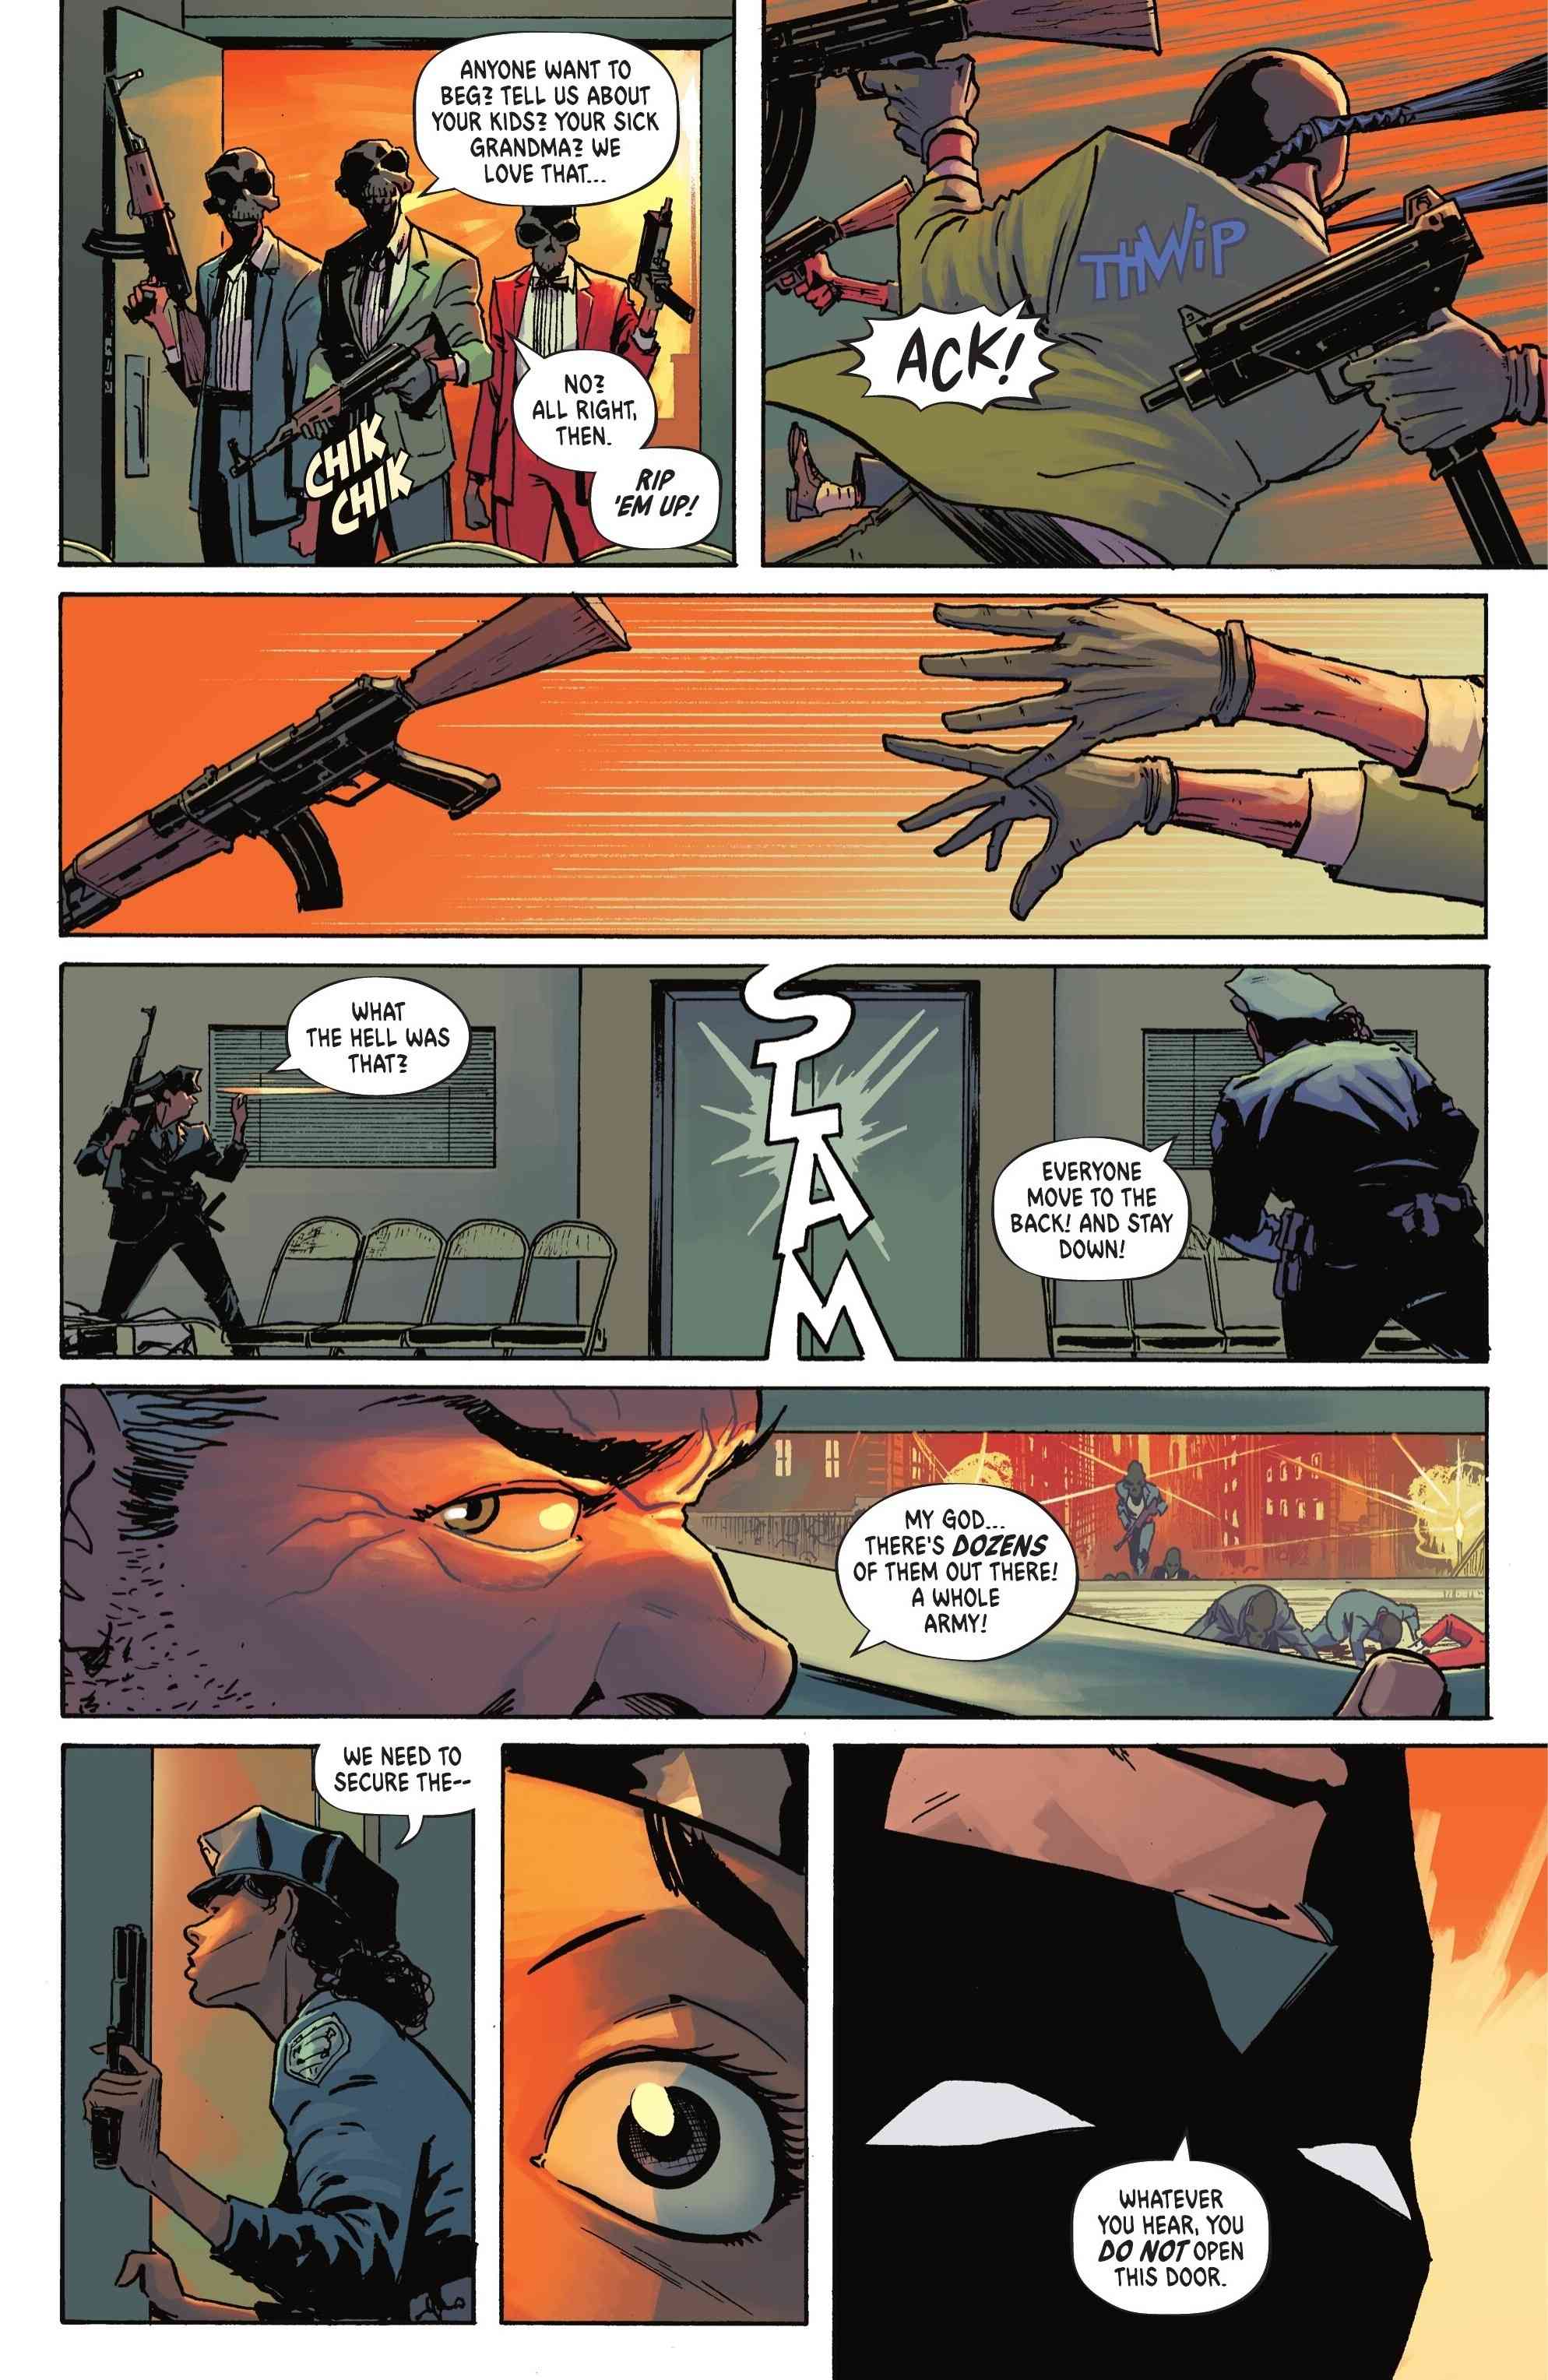 ANYONE WANT TO
BEG? TELL US ABOUT
YOUR KIDS? YOUR SICK
GRANDMA? WE
LOVE THAT...
NO?
ALL RIGHT,
THEN.
RIP
'EM UP!
CHIK
CHIK
THWIP
ACK!
WHAT
THE HELL WAS
THAT?
SLAM
EVERYONE
MOVE TO THE
BACK! AND STAY
DOWN!
MY GOD...
THERE'S DOZENS
OF THEM OUT THERE!
A WHOLE
ARMY!
WE NEED TO
SECURE THE--
WHATEVER
YOU HEAR, YOU
DO NOT OPEN
THIS DOOR.